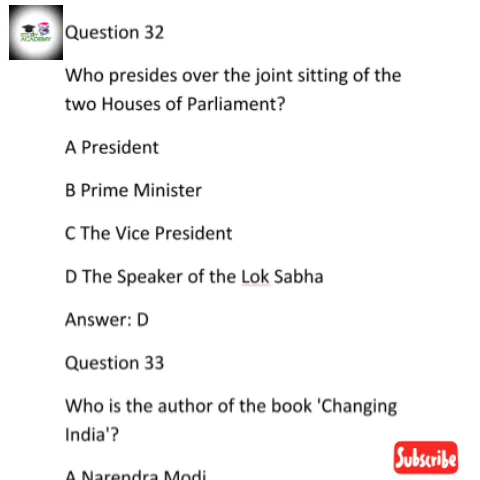 Question 32
Who presides over the joint sitting of the
two Houses of Parliament?
A President
B Prime Minister
C The Vice President
D The Speaker of the Lok Sabha
Answer: D
Question 33
Who is the author of the book 'Changing
India'?
Subscribe
A Narendra Modi